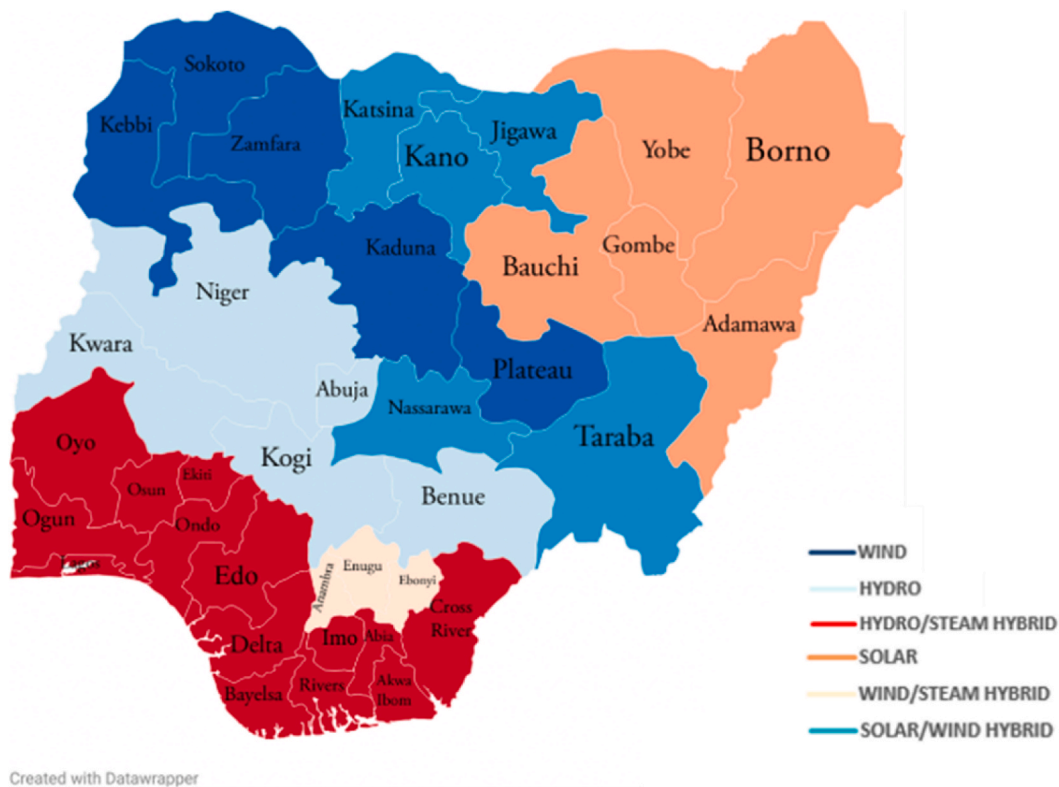 Sokoto
Kebbi
Zamfara
Katsina
Kano
Jigawa
Yobe
Borno
Kaduna
Bauchi
Gombe
Adamawa
Niger
Kwara
Abuja
Plateau
Nassarawa
Taraba
Kogi
Benue
Oyo
Osun
Ekiti
Ogun
Ondo
Lagos
Edo
Anambra
Enugu
Ebonyi
Cross
River
Delta
Imo
Abia
Bayelsa
Rivers
Akwa
Ibom
WIND
HYDRO
HYDRO/STEAM HYBRID
SOLAR
WIND/STEAM HYBRID
SOLAR/WIND HYBRID
Created with Datawrapper